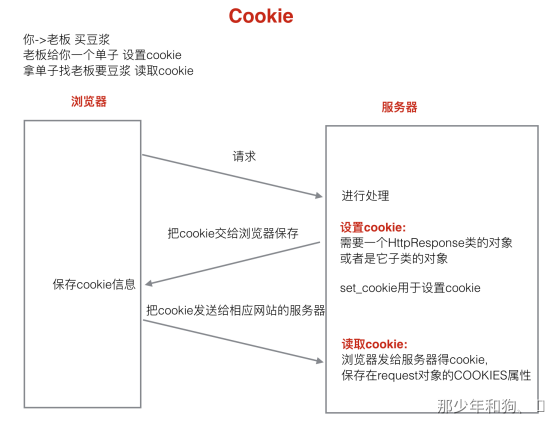 Cookie
你->老板 买豆浆
老板给你一个单子 设置cookie
拿单子找老板要豆浆 读取cookie
浏览器
服务器
请求
进行处理
把cookie交给浏览器保存
设置cookie:
需要一个HttpResponse类的对象
或者是它子类的对象
保存cookie信息
set_cookie用于设置cookie
把cookie发送给相应网站的服务器
读取cookie:
浏览器发给服务器得cookie,
保存在request对象的COOKIES属性
那少年和狗、